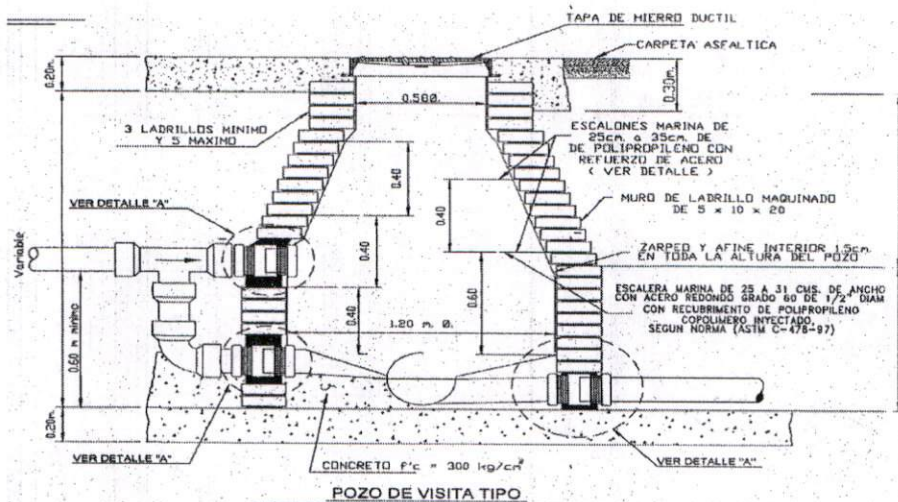 TAPA DE HIERRO DUCTIL
CARPETA ASFALTICA
0.20m.
0.30m.
0.580.
3 LADRILLOS MINIMO
Y 5 MAXIMO
ESCALONES MARINA DE
25cm. a 35cm. DE
DE POLIPROPILENO CON
REFUERZO DE ACERO
( VER DETALLE )
VER DETALLE "A"
0.40
0.40
MURO DE LADRILLO MAQUINADO
DE 5 x 10 x 20
Variable
0.40
ZARPEO Y AFINE INTERIOR 1.5cm.
EN TODA LA ALTURA DEL POZO
0.60 m minimo
0.40
0.60
1.20 m. Ø.
ESCALERA MARINA DE 25 A 31 CMS. DE ANCHO
CON ACERO REDONDO GRADO 60 DE 1/2" DIAM
CON RECUBRIMENTO DE POLIPROPILENO
COPOLIMERO INYECTADO.
SEGUN NORMA (ASTM C-478-97)
0.20m.
VER DETALLE "A"
CONCRETO f'c = 300 kg/cm²
VER DETALLE "A"
POZO DE VISITA TIPO